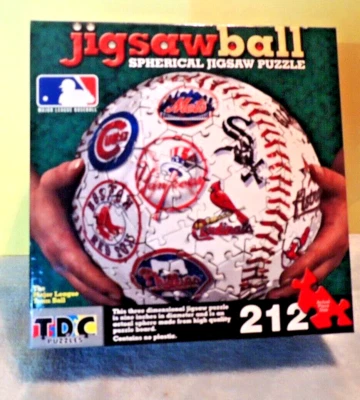 jigsawball
SPHERICAL JIGSAW PUZZLE
MAJOR LEAGUE BASEBALL
Mets
CUBS
Yankees
Sox
BOSTON
RED SOX
Cardinals
Phillies
The
Major League
Team Ball
This three dimensional jigsaw puzzle
is nine inches in diameter and is an
actual sphere made from high quality
puzzle board.
Contains no plastic.
212
TDC
PUZZLES